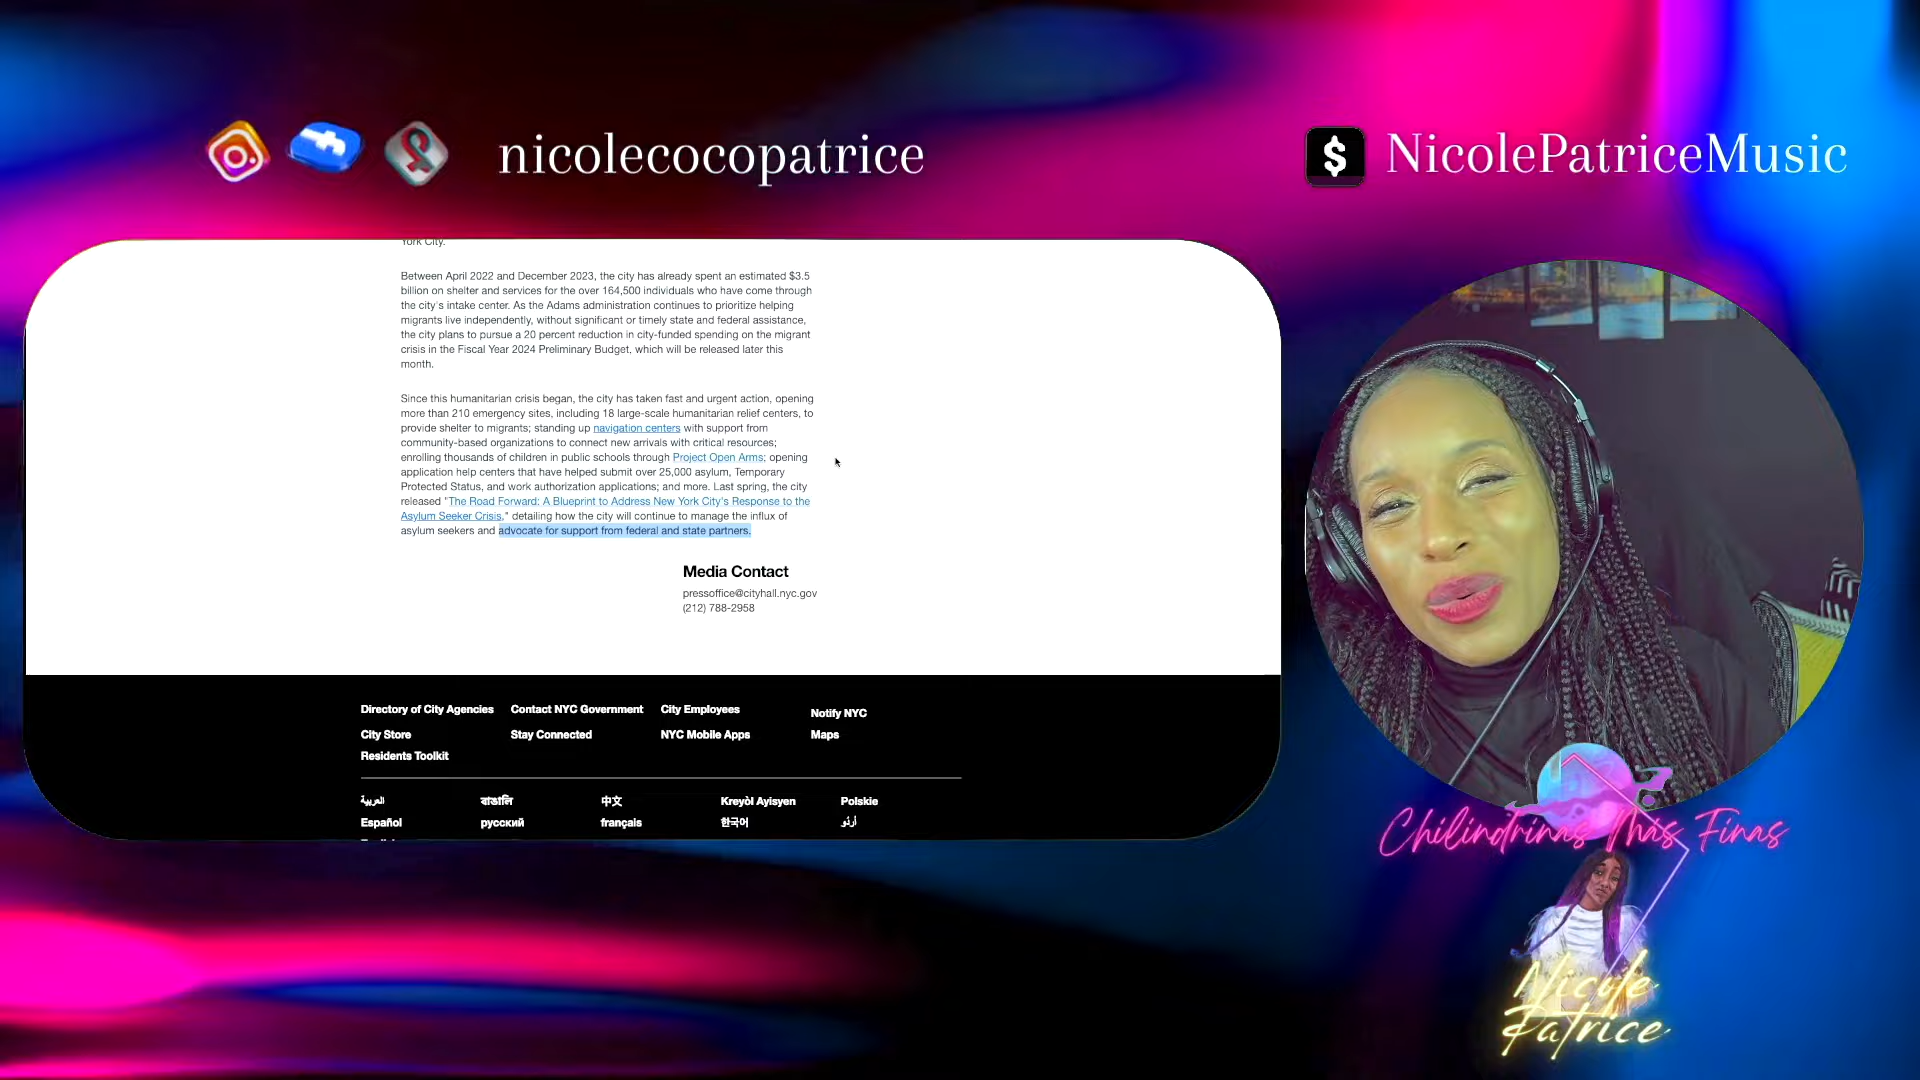 nicolecocopatrice
NicolePatriceMusic
York City.
Between April 2022 and December 2023, the city has already spent an estimated $3.5
billion on shelter and services for the over 164,500 individuals who have come through
the city's intake center. As the Adams administration continues to prioritize helping
migrants live independently, without significant or timely state and federal assistance,
the city plans to pursue a 20 percent reduction in city-funded spending on the migrant
crisis in the Fiscal Year 2024 Preliminary Budget, which will be released later this
month.
Since this humanitarian crisis began, the city has taken fast and urgent action, opening
more than 210 emergency sites, including 18 large-scale humanitarian relief centers, to
provide shelter to migrants; standing up navigation centers with support from
community-based organizations to connect new arrivals with critical resources;
enrolling thousands of children in public schools through Project Open Arms; opening
application help centers that have helped submit over 25,000 asylum, Temporary
Protected Status, and work authorization applications; and more. Last spring, the city
released "The Road Forward: A Blueprint to Address New York City's Response to the
Asylum Seeker Crisis," detailing how the city will continue to manage the influx of
asylum seekers and advocate for support from federal and state partners.
Media Contact
pressoffice@cityhall.nyc.gov
(212) 788-2958
Directory of City Agencies Contact NYC Government City Employees Notify NYC
City Store Stay Connected NYC Mobile Apps Maps
Residents Toolkit
العربية বাঙালি 中文 Kreyòl Ayisyen Polskie
Español русский français 한국어 اُردُو
Chilindrinas Más Finas
Nicole
Patrice